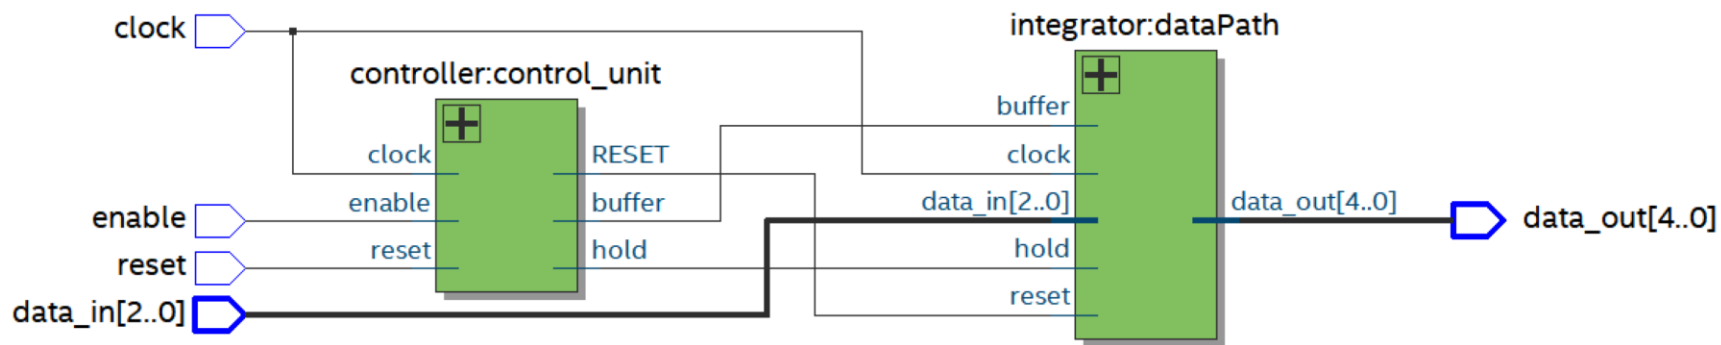 clock
integrator:dataPath
controller:control_unit
buffer
clock
RESET
clock
enable
enable
buffer
data_in[2..0]
data_out[4..0]
data_out[4..0]
reset
reset
hold
hold
data_in[2..0]
reset